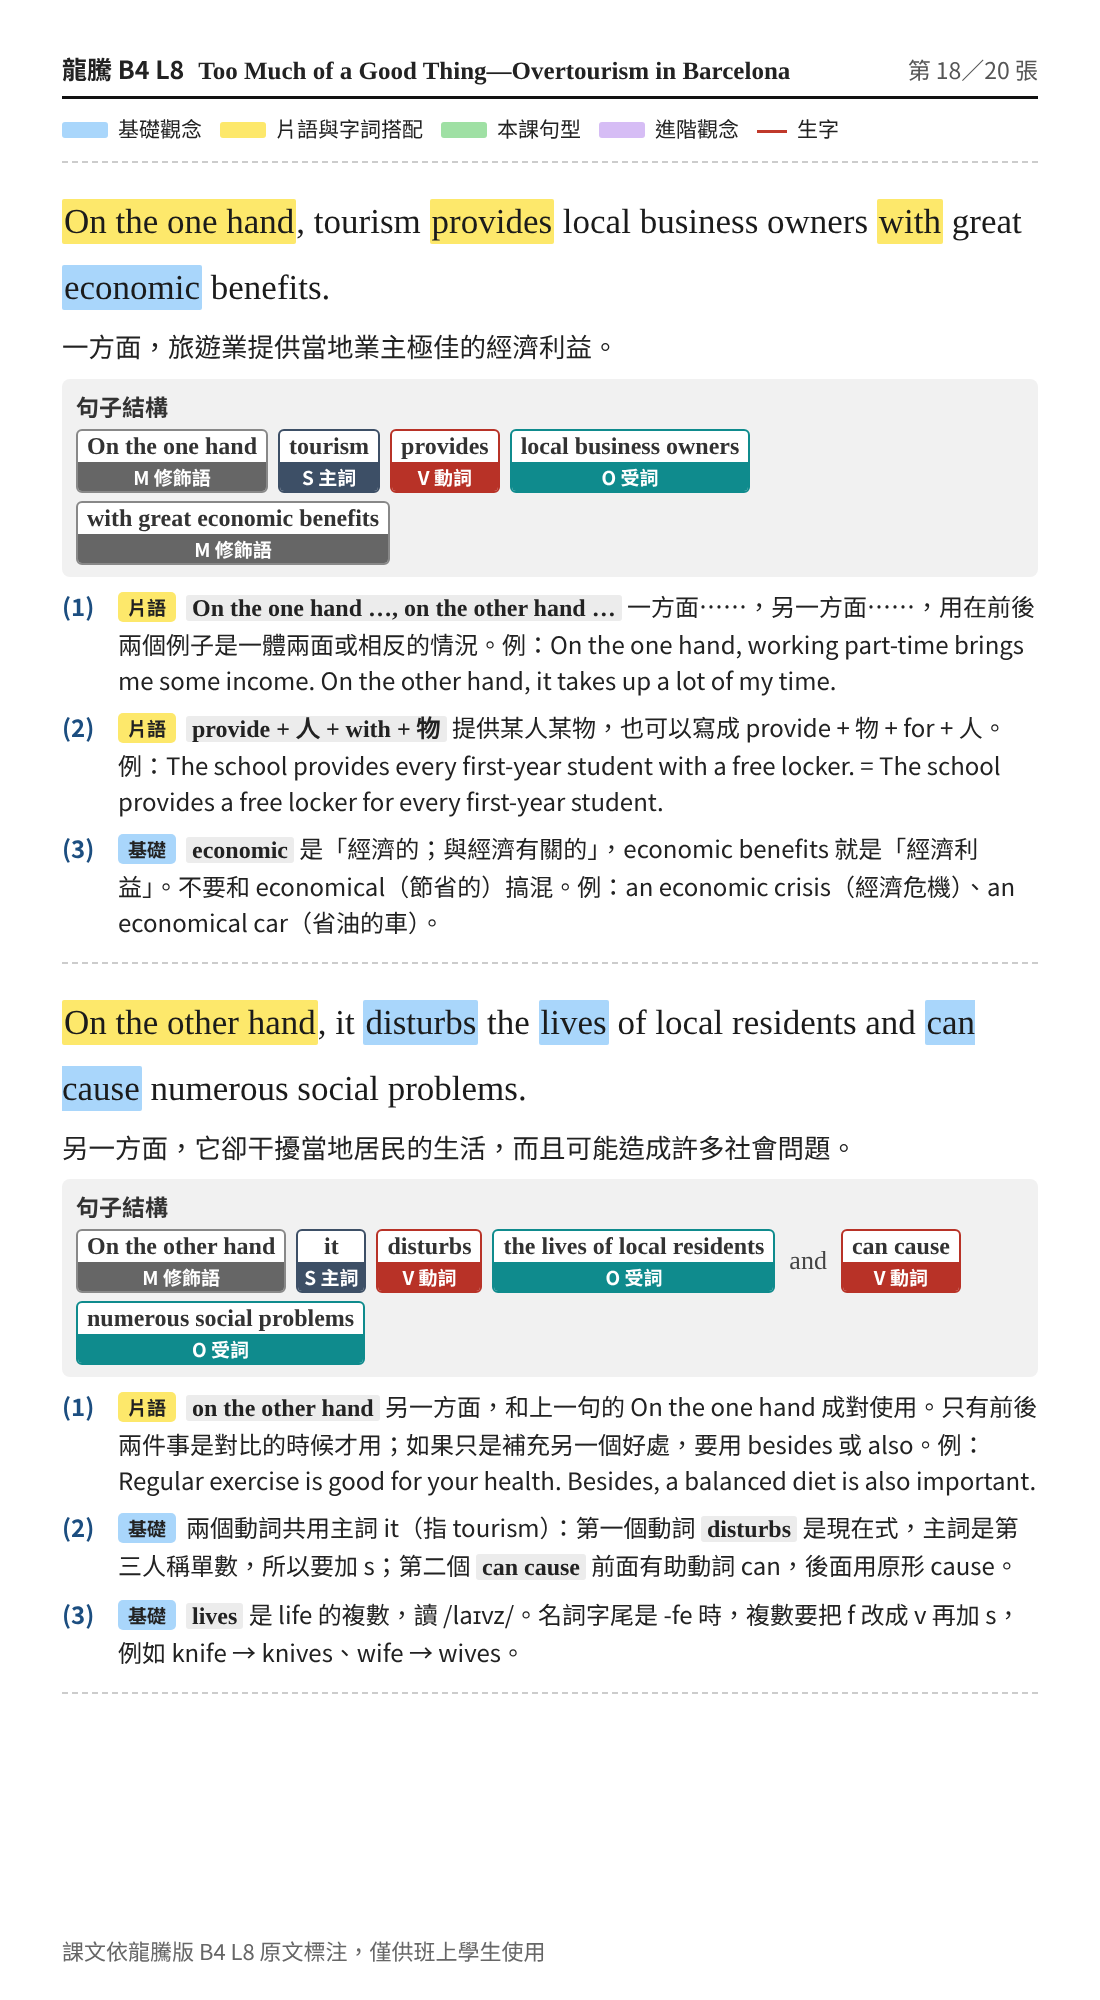 龍騰 B4 L8 Too Much of a Good Thing—Overtourism in Barcelona 第 18／20 張
基礎觀念 片語與字詞搭配 本課句型 進階觀念 生字
On the one hand, tourism provides local business owners with great
economic benefits.
一方面，旅遊業提供當地業主極佳的經濟利益。
句子結構
On the one hand tourism provides local business owners
M 修飾語 S 主詞 V 動詞 O 受詞
with great economic benefits
M 修飾語
(1) 片語 On the one hand …, on the other hand … 一方面……，另一方面……，用在前後
兩個例子是一體兩面或相反的情況。例：On the one hand, working part-time brings
me some income. On the other hand, it takes up a lot of my time.
(2) 片語 provide + 人 + with + 物 提供某人某物，也可以寫成 provide + 物 + for + 人。
例：The school provides every first-year student with a free locker. = The school
provides a free locker for every first-year student.
(3) 基礎 economic 是「經濟的；與經濟有關的」，economic benefits 就是「經濟利
益」。不要和 economical（節省的）搞混。例：an economic crisis（經濟危機）、an
economical car（省油的車）。
On the other hand, it disturbs the lives of local residents and can
cause numerous social problems.
另一方面，它卻干擾當地居民的生活，而且可能造成許多社會問題。
句子結構
On the other hand it disturbs the lives of local residents and can cause
M 修飾語 S 主詞 V 動詞 O 受詞 V 動詞
numerous social problems
O 受詞
(1) 片語 on the other hand 另一方面，和上一句的 On the one hand 成對使用。只有前後
兩件事是對比的時候才用；如果只是補充另一個好處，要用 besides 或 also。例：
Regular exercise is good for your health. Besides, a balanced diet is also important.
(2) 基礎 兩個動詞共用主詞 it（指 tourism）：第一個動詞 disturbs 是現在式，主詞是第
三人稱單數，所以要加 s；第二個 can cause 前面有助動詞 can，後面用原形 cause。
(3) 基礎 lives 是 life 的複數，讀 /laɪvz/。名詞字尾是 -fe 時，複數要把 f 改成 v 再加 s，
例如 knife → knives、wife → wives。
課文依龍騰版 B4 L8 原文標注，僅供班上學生使用